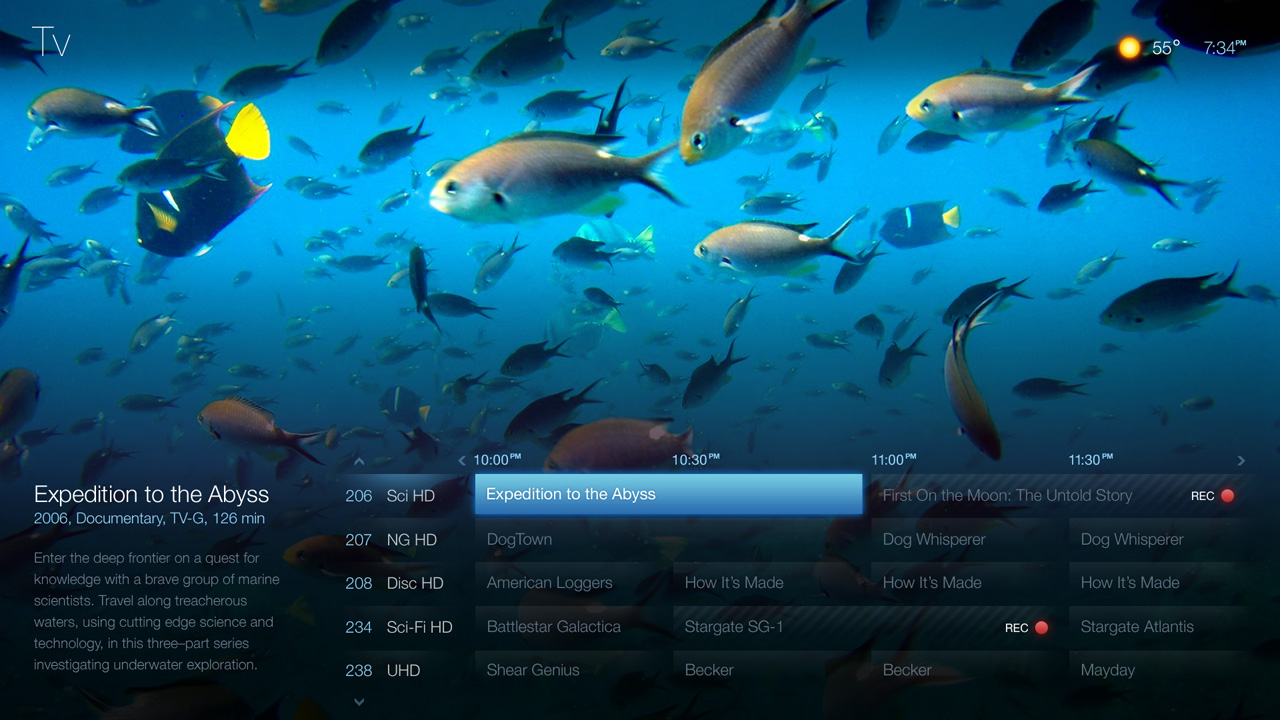 Tv
55° 7:34PM
10:00PM 10:30PM 11:00PM 11:30PM
Expedition to the Abyss
2006, Documentary, TV-G, 126 min
Enter the deep frontier on a quest for
knowledge with a brave group of marine
scientists. Travel along treacherous
waters, using cutting edge science and
technology, in this three–part series
investigating underwater exploration.
206 Sci HD Expedition to the Abyss First On the Moon: The Untold Story REC
207 NG HD DogTown Dog Whisperer Dog Whisperer
208 Disc HD American Loggers How It's Made How It's Made How It's Made
234 Sci-Fi HD Battlestar Galactica Stargate SG-1 REC Stargate Atlantis
238 UHD Shear Genius Becker Becker Mayday